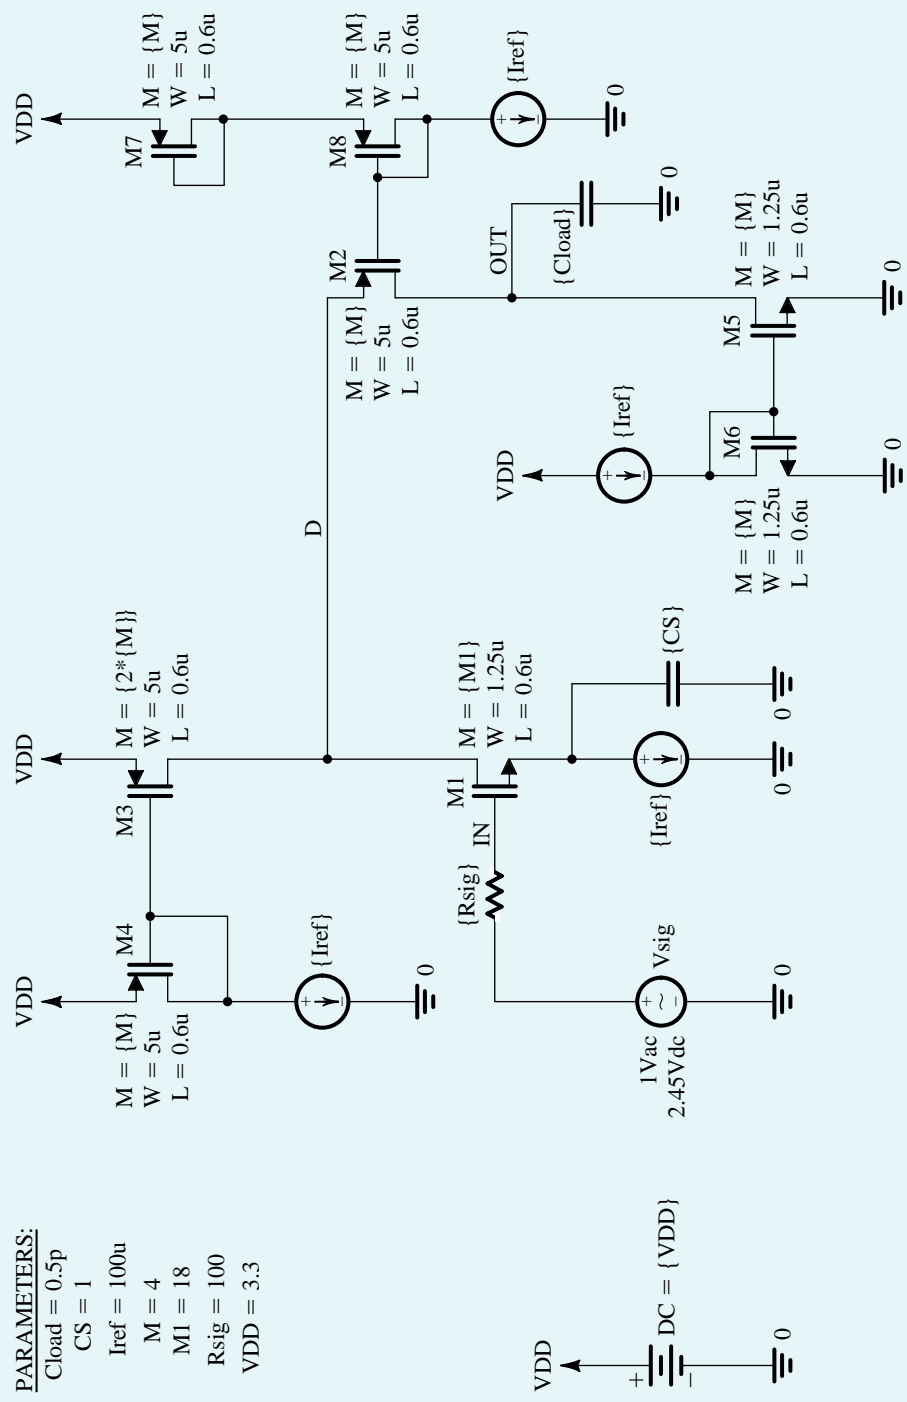 PARAMETERS:
Cload = 0.5p
CS = 1
Iref = 100u
M = 4
M1 = 18
Rsig = 100
VDD = 3.3
VDD
DC = {VDD}
+
−
0
VDD
M4
M = {M}
W = 5u
L = 0.6u
{Iref}
+
−
0
VDD
M3
M = {2*{M}}
W = 5u
L = 0.6u
1Vac
2.45Vdc
Vsig
+
~
−
0
{Rsig}
IN
M1
M = {M1}
W = 1.25u
L = 0.6u
{Iref}
+
−
0
{CS}
0
D
VDD
{Iref}
+
−
M6
M = {M}
W = 1.25u
L = 0.6u
0
M5
M = {M}
W = 1.25u
L = 0.6u
0
M2
M = {M}
W = 5u
L = 0.6u
OUT
{Cload}
0
VDD
M7
M = {M}
W = 5u
L = 0.6u
M8
M = {M}
W = 5u
L = 0.6u
{Iref}
+
−
0